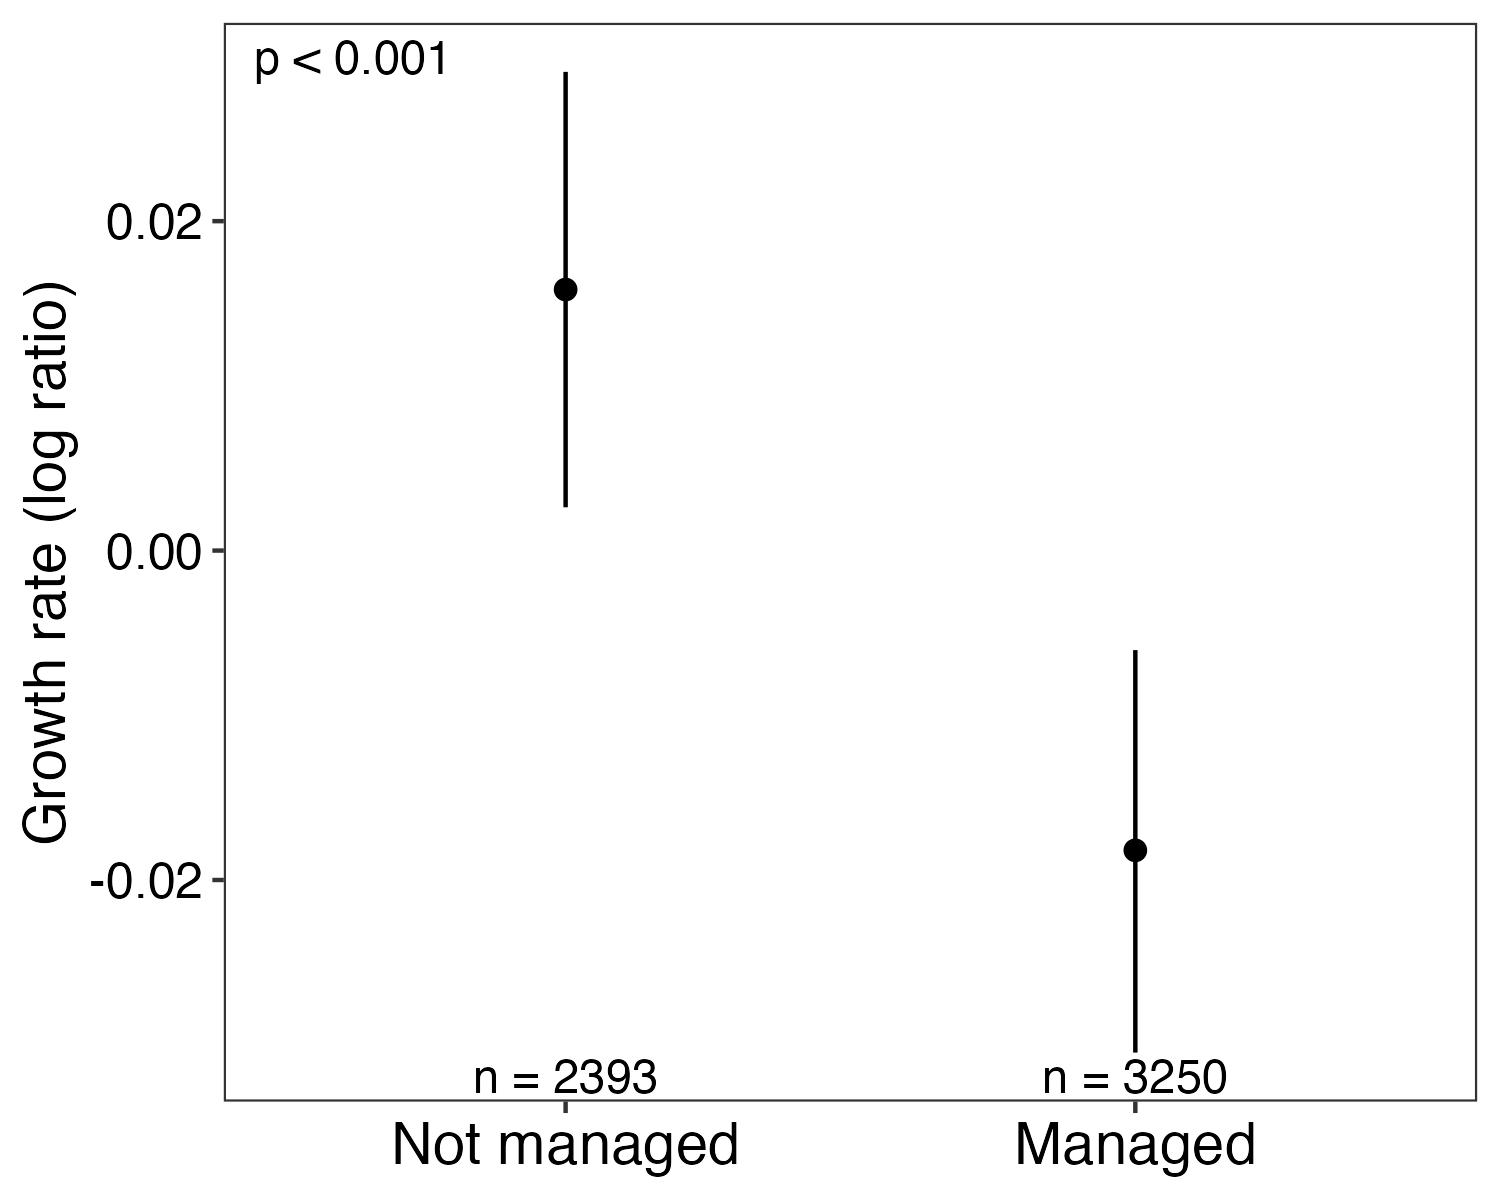 p < 0.001
0.02
0.00
-0.02
Growth rate (log ratio)
n = 2393
n = 3250
Not managed
Managed